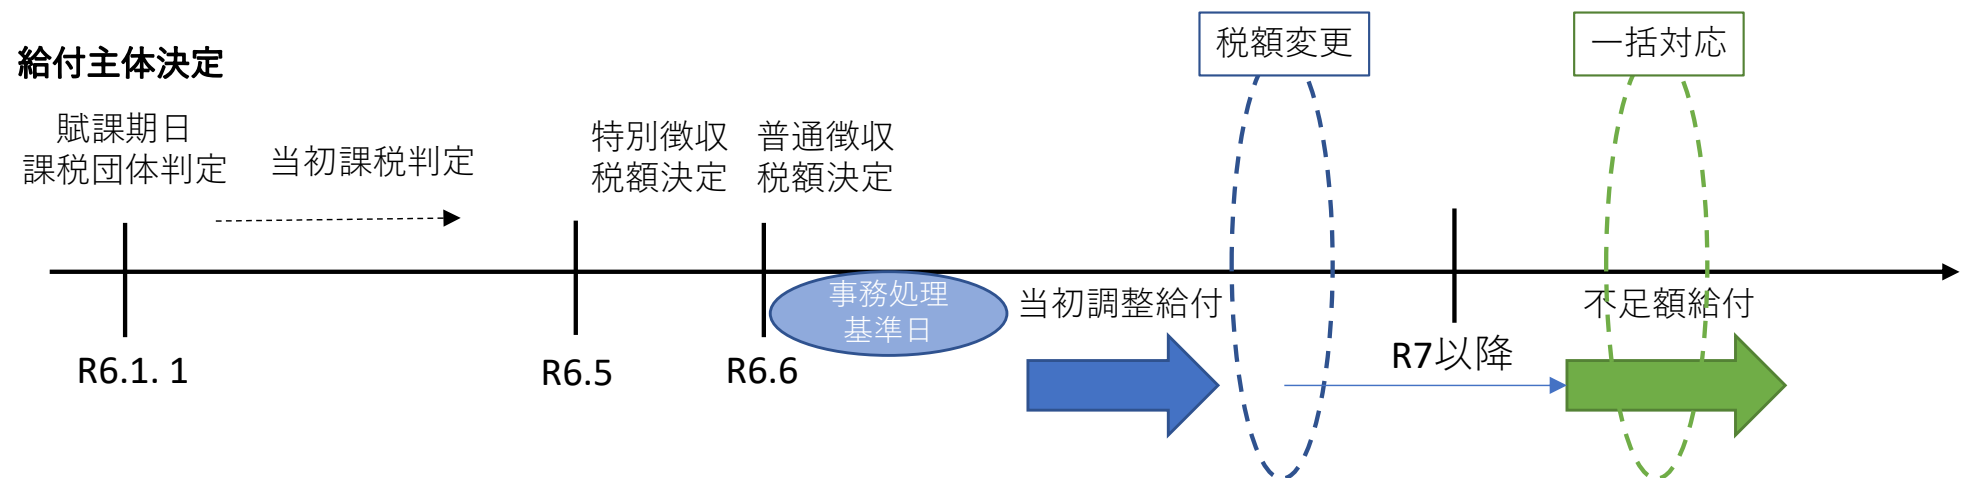 税額変更
一括対応
給付主体決定
賦課期日
課税団体判定
当初課税判定
特別徴収
税額決定
普通徴収
税額決定
事務処理
基準日
当初調整給付
不足額給付
R6.1. 1
R6.5
R6.6
R7以降